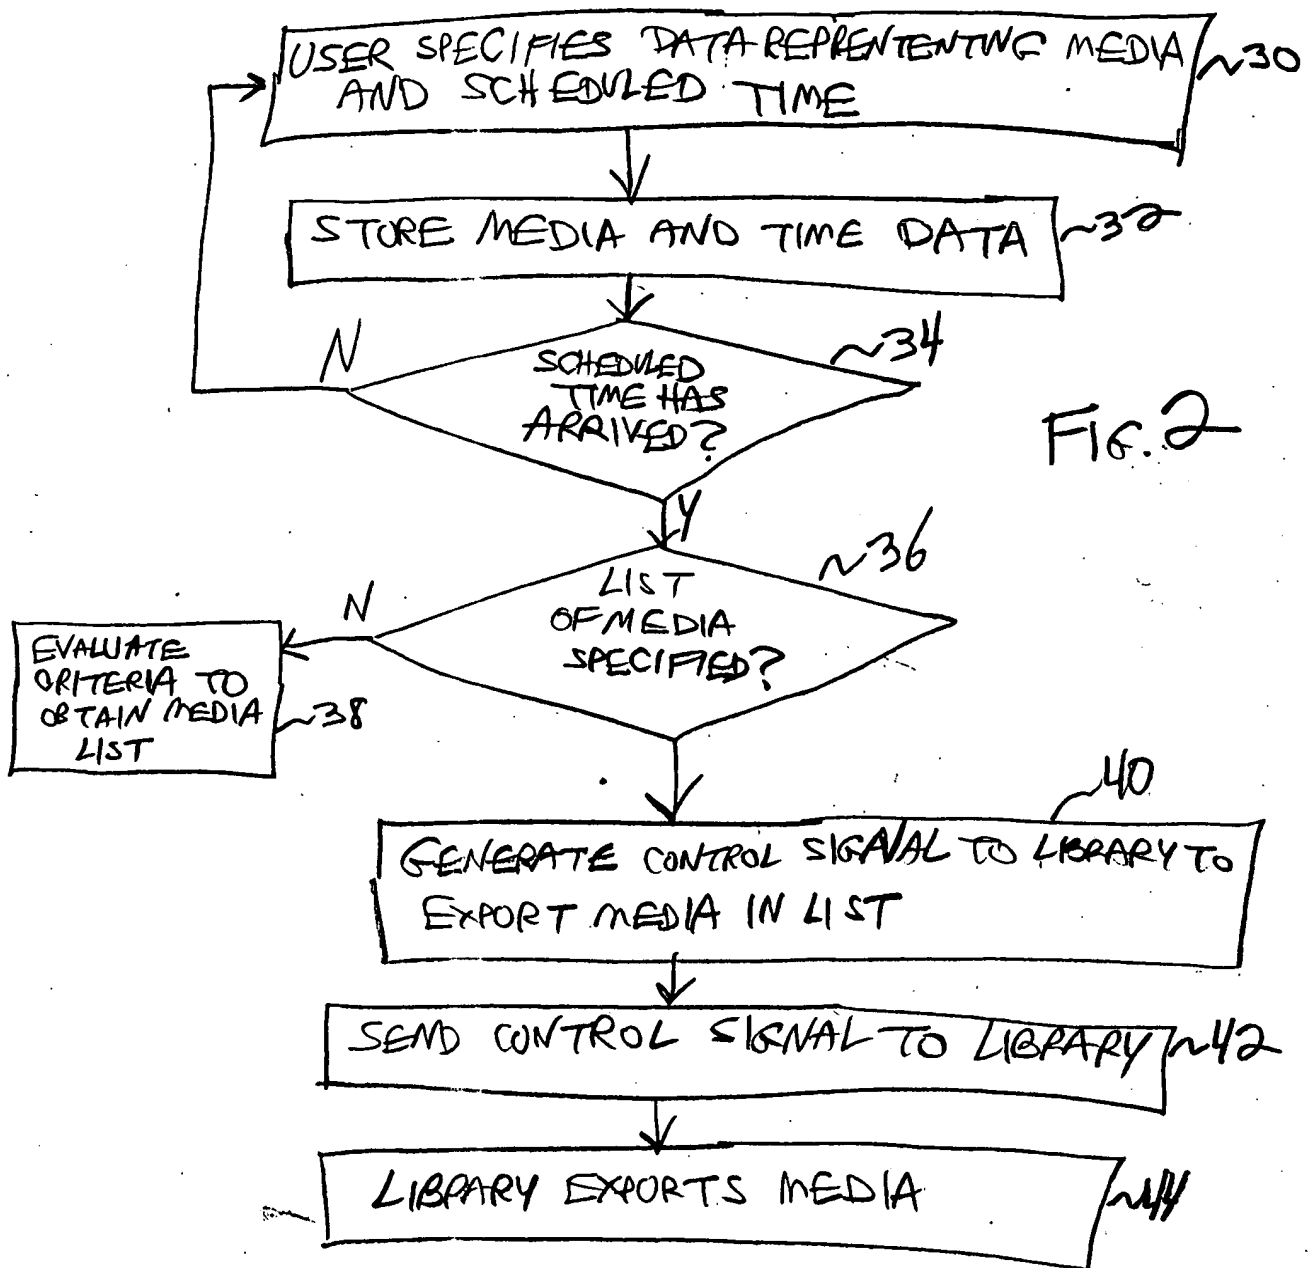 USER SPECIFIES DATA REPRENTENTING MEDIA
AND SCHEDULED TIME
~30
STORE MEDIA AND TIME DATA
~32
N
SCHEDULED
TIME HAS
ARRIVED?
~34
FIG. 2
Y
LIST
OF MEDIA
SPECIFIED?
~36
N
EVALUATE
CRITERIA TO
OBTAIN MEDIA
LIST
~38
40
GENERATE CONTROL SIGNAL TO LIBRARY TO
EXPORT MEDIA IN LIST
SEND CONTROL SIGNAL TO LIBRARY
~42
LIBRARY EXPORTS MEDIA
~44